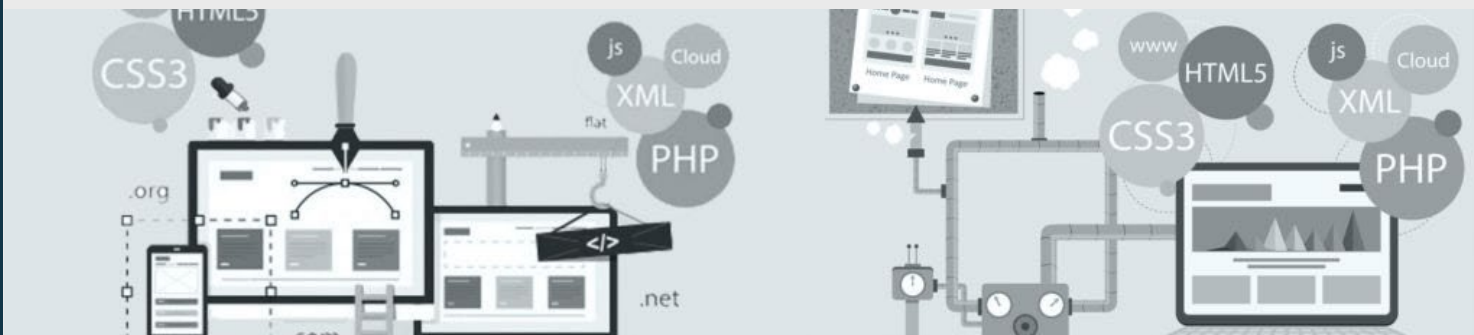 HTML5
CSS3
js
Cloud
XML
flat
PHP
.org
</>
.net
.com
Home Page
Home Page
www
HTML5
CSS3
js
Cloud
XML
PHP